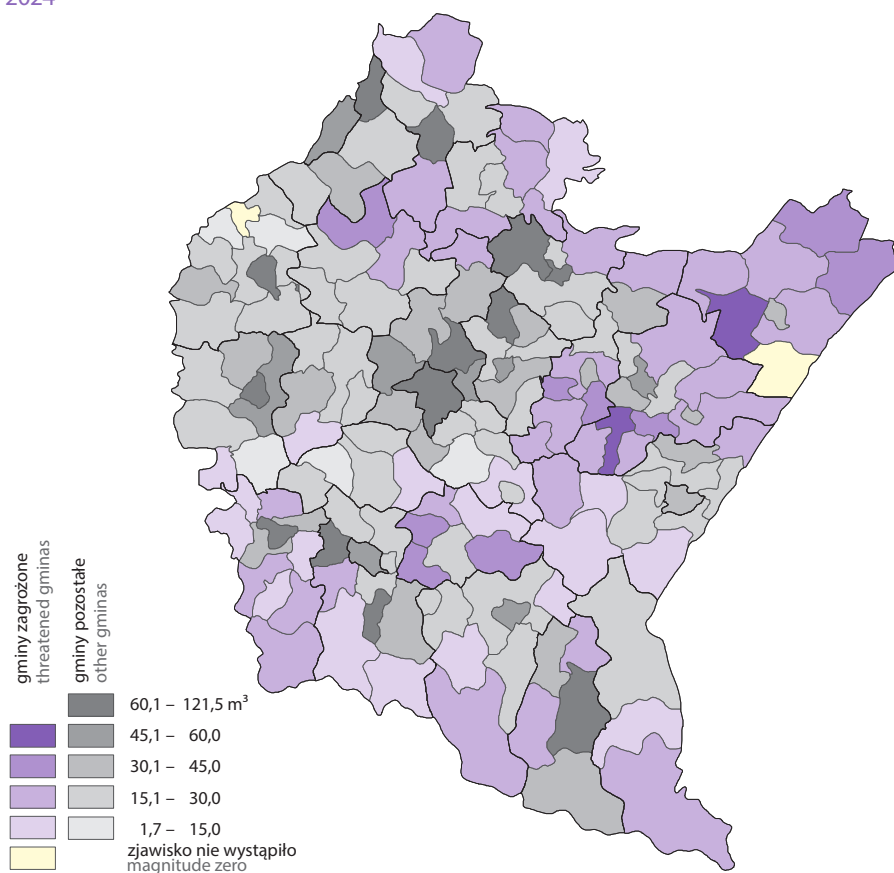 2024
gminy zagrożone
threatened gminas
gminy pozostałe
other gminas
60,1 – 121,5 m³
45,1 – 60,0
30,1 – 45,0
15,1 – 30,0
1,7 – 15,0
zjawisko nie wystąpiło
magnitude zero